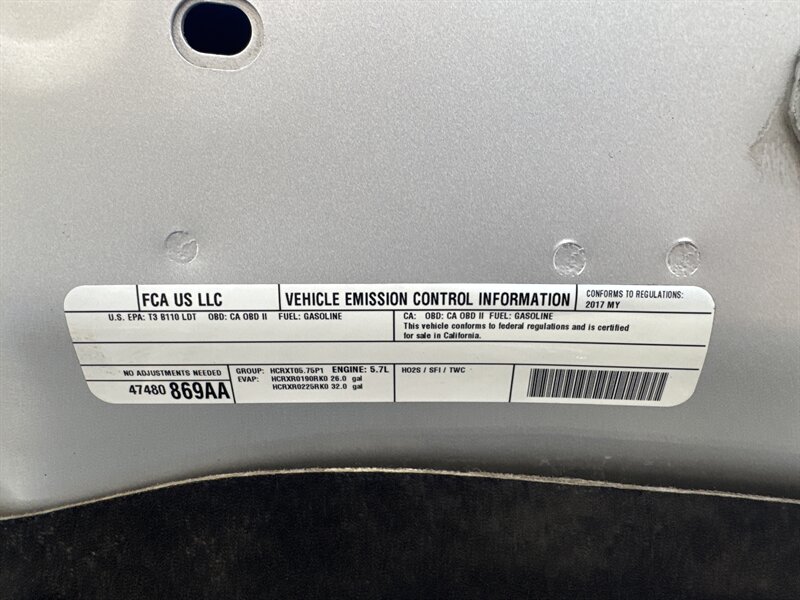 FCA US LLC
VEHICLE EMISSION CONTROL INFORMATION
CONFORMS TO REGULATIONS:
2017 MY
U.S. EPA: T3 B110 LDT OBD: CA OBD II FUEL: GASOLINE
CA: OBD: CA OBD II FUEL: GASOLINE
This vehicle conforms to federal regulations and is certified
for sale in California.
NO ADJUSTMENTS NEEDED
47480 869AA
GROUP: HCRXT05.75P1 ENGINE: 5.7L
EVAP: HCRXR0190RK0 26.0 gal
HCRXR0225RK0 32.0 gal
HO2S / SFI / TWC